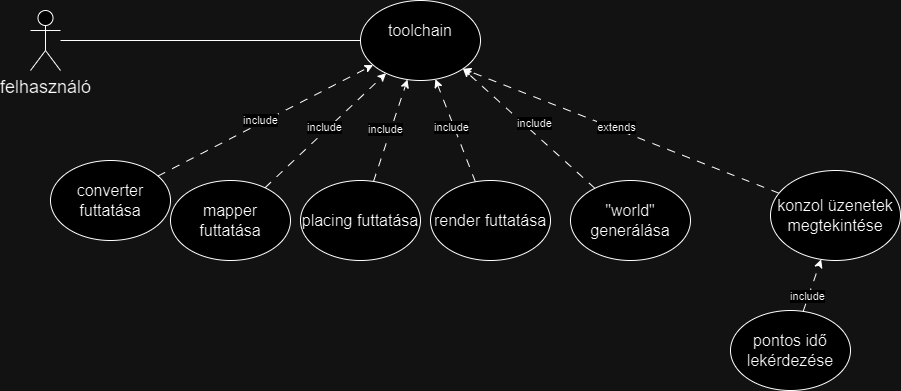 toolchain
felhasználó
include
include
include
include
include
extends
converter
futtatása
mapper
futtatása
placing futtatása
render futtatása
"world"
generálása
konzol üzenetek
megtekintése
include
pontos idő
lekérdezése